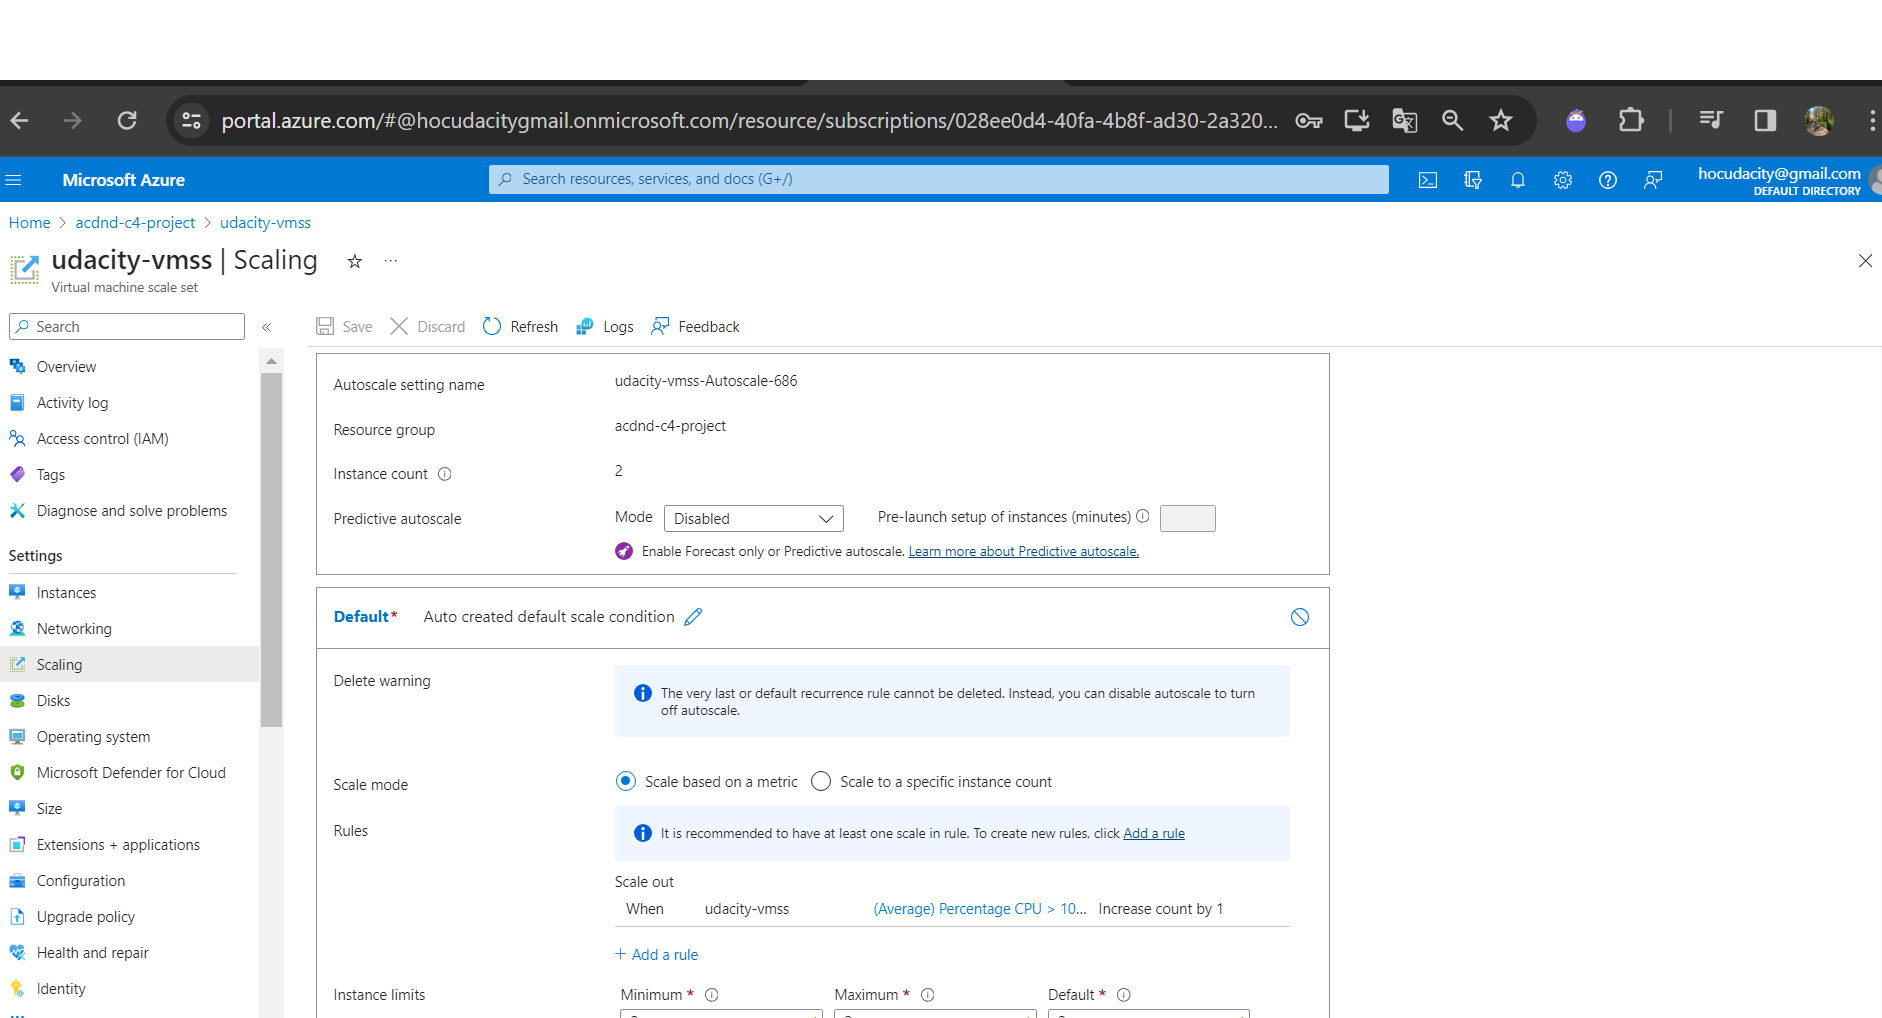 portal.azure.com/#@hocudacitygmail.onmicrosoft.com/resource/subscriptions/028ee0d4-40fa-4b8f-ad30-2a320...
Microsoft Azure
Search resources, services, and docs (G+/)
hocudacity@gmail.com
DEFAULT DIRECTORY
Home > acdnd-c4-project > udacity-vmss
udacity-vmss | Scaling
Virtual machine scale set
Search
Save
Discard
Refresh
Logs
Feedback
Overview
Activity log
Access control (IAM)
Tags
Diagnose and solve problems
Settings
Instances
Networking
Scaling
Disks
Operating system
Microsoft Defender for Cloud
Size
Extensions + applications
Configuration
Upgrade policy
Health and repair
Identity
Autoscale setting name
udacity-vmss-Autoscale-686
Resource group
acdnd-c4-project
Instance count
2
Predictive autoscale
Mode
Disabled
Pre-launch setup of instances (minutes)
Enable Forecast only or Predictive autoscale. Learn more about Predictive autoscale.
Default* Auto created default scale condition
Delete warning
The very last or default recurrence rule cannot be deleted. Instead, you can disable autoscale to turn
off autoscale.
Scale mode
Scale based on a metric
Scale to a specific instance count
Rules
It is recommended to have at least one scale in rule. To create new rules, click Add a rule
Scale out
When udacity-vmss (Average) Percentage CPU > 10... Increase count by 1
+ Add a rule
Instance limits
Minimum *
Maximum *
Default *